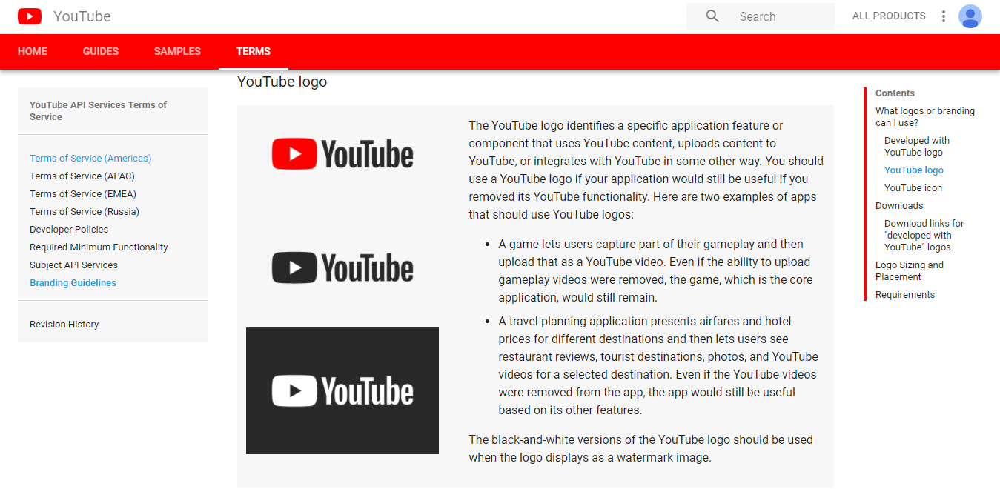 YouTube
Search
ALL PRODUCTS
HOME
GUIDES
SAMPLES
TERMS
YouTube API Services Terms of
Service
Terms of Service (Americas)
Terms of Service (APAC)
Terms of Service (EMEA)
Terms of Service (Russia)
Developer Policies
Required Minimum Functionality
Subject API Services
Branding Guidelines
Revision History
YouTube logo
YouTube
YouTube
YouTube
The YouTube logo identifies a specific application feature or
component that uses YouTube content, uploads content to
YouTube, or integrates with YouTube in some other way. You should
use a YouTube logo if your application would still be useful if you
removed its YouTube functionality. Here are two examples of apps
that should use YouTube logos:
• A game lets users capture part of their gameplay and then
upload that as a YouTube video. Even if the ability to upload
gameplay videos were removed, the game, which is the core
application, would still remain.
• A travel-planning application presents airfares and hotel
prices for different destinations and then lets users see
restaurant reviews, tourist destinations, photos, and YouTube
videos for a selected destination. Even if the YouTube videos
were removed from the app, the app would still be useful
based on its other features.
The black-and-white versions of the YouTube logo should be used
when the logo displays as a watermark image.
Contents
What logos or branding
can I use?
Developed with
YouTube logo
YouTube logo
YouTube icon
Downloads
Download links for
"developed with
YouTube" logos
Logo Sizing and
Placement
Requirements